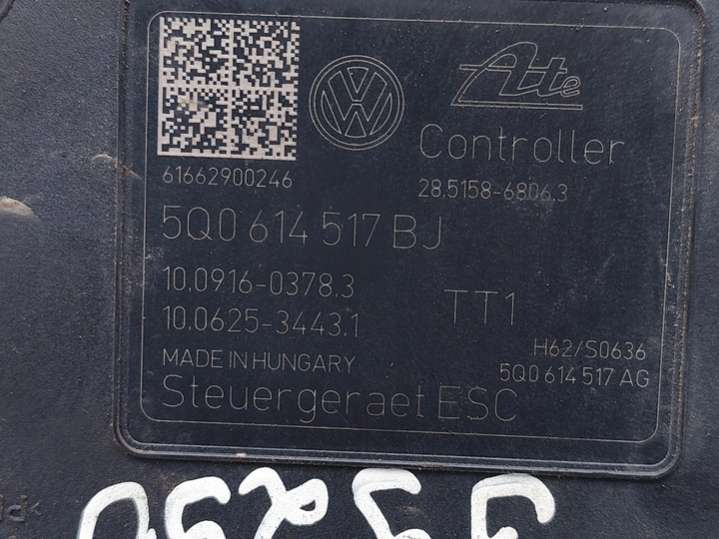 Ate
Controller
61662900246
28.5158-6806.3
5Q0 614 517 BJ
10.0916-0378.3
10.0625-3443.1
TT1
H62/S0636
MADE IN HUNGARY
5Q0 614 517 AG
Steuergeraet ESC